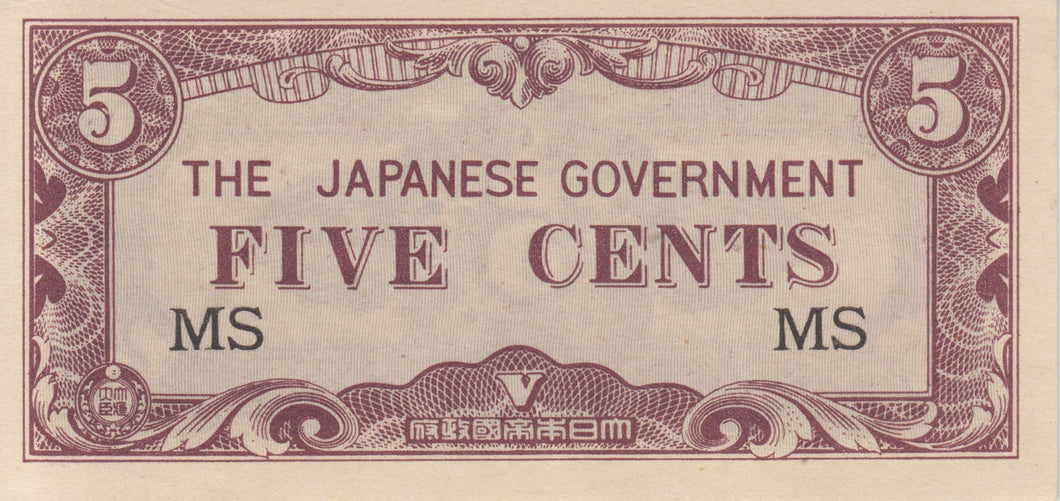 5 5
THE JAPANESE GOVERNMENT
FIVE CENTS
MS MS
V
府政國帝本日大